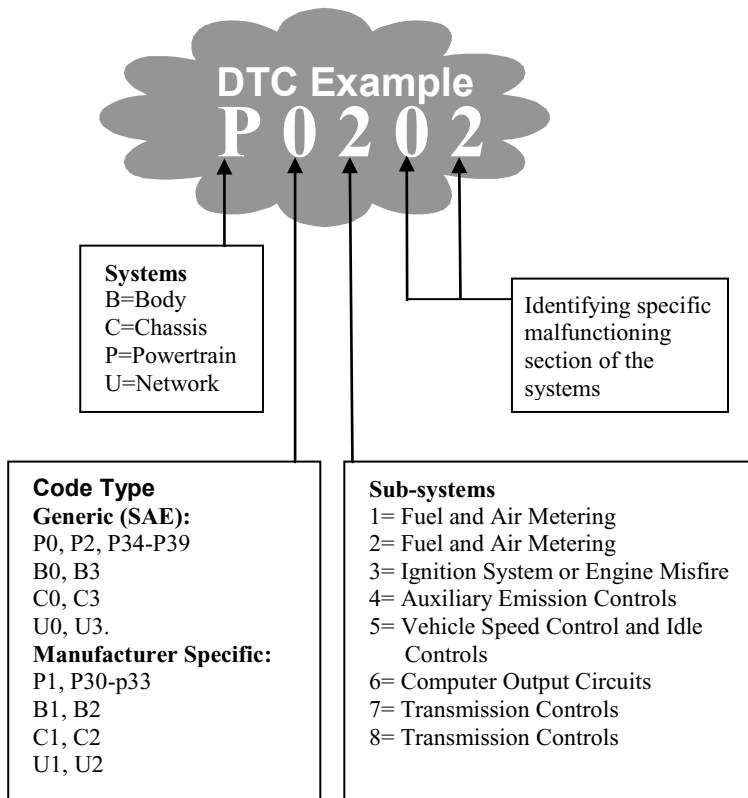 DTC Example
P 0 2 0 2
Systems
B=Body
C=Chassis
P=Powertrain
U=Network
Identifying specific
malfunctioning
section of the
systems
Code Type
Generic (SAE):
P0, P2, P34-P39
B0, B3
C0, C3
U0, U3.
Manufacturer Specific:
P1, P30-p33
B1, B2
C1, C2
U1, U2
Sub-systems
1= Fuel and Air Metering
2= Fuel and Air Metering
3= Ignition System or Engine Misfire
4= Auxiliary Emission Controls
5= Vehicle Speed Control and Idle
Controls
6= Computer Output Circuits
7= Transmission Controls
8= Transmission Controls